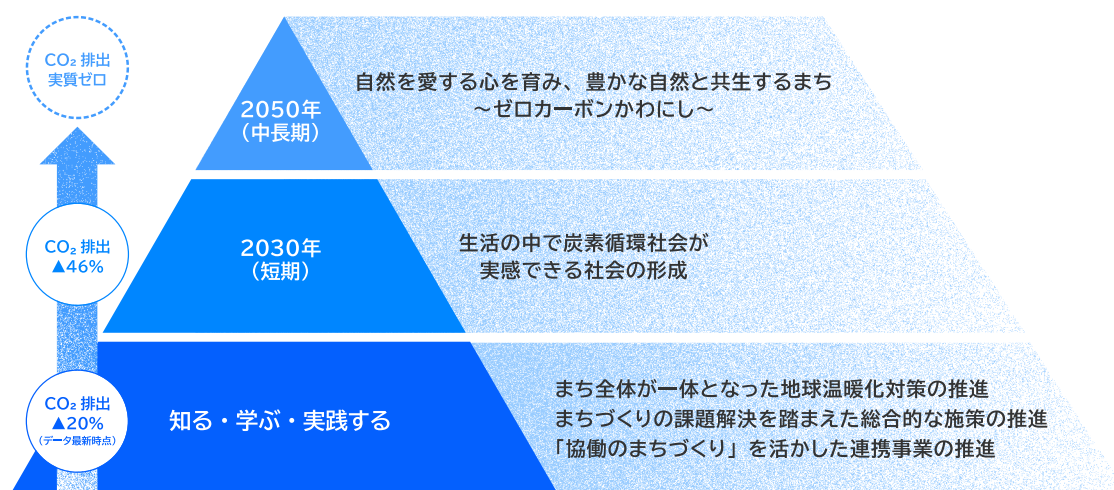 CO₂ 排出
実質ゼロ
2050年
（中長期）
自然を愛する心を育み、豊かな自然と共生するまち
～ゼロカーボンかわにし～
CO₂ 排出
▲46%
2030年
（短期）
生活の中で炭素循環社会が
実感できる社会の形成
CO₂ 排出
▲20%
（データ最新時点）
知る・学ぶ・実践する
まち全体が一体となった地球温暖化対策の推進
まちづくりの課題解決を踏まえた総合的な施策の推進
「協働のまちづくり」を活かした連携事業の推進